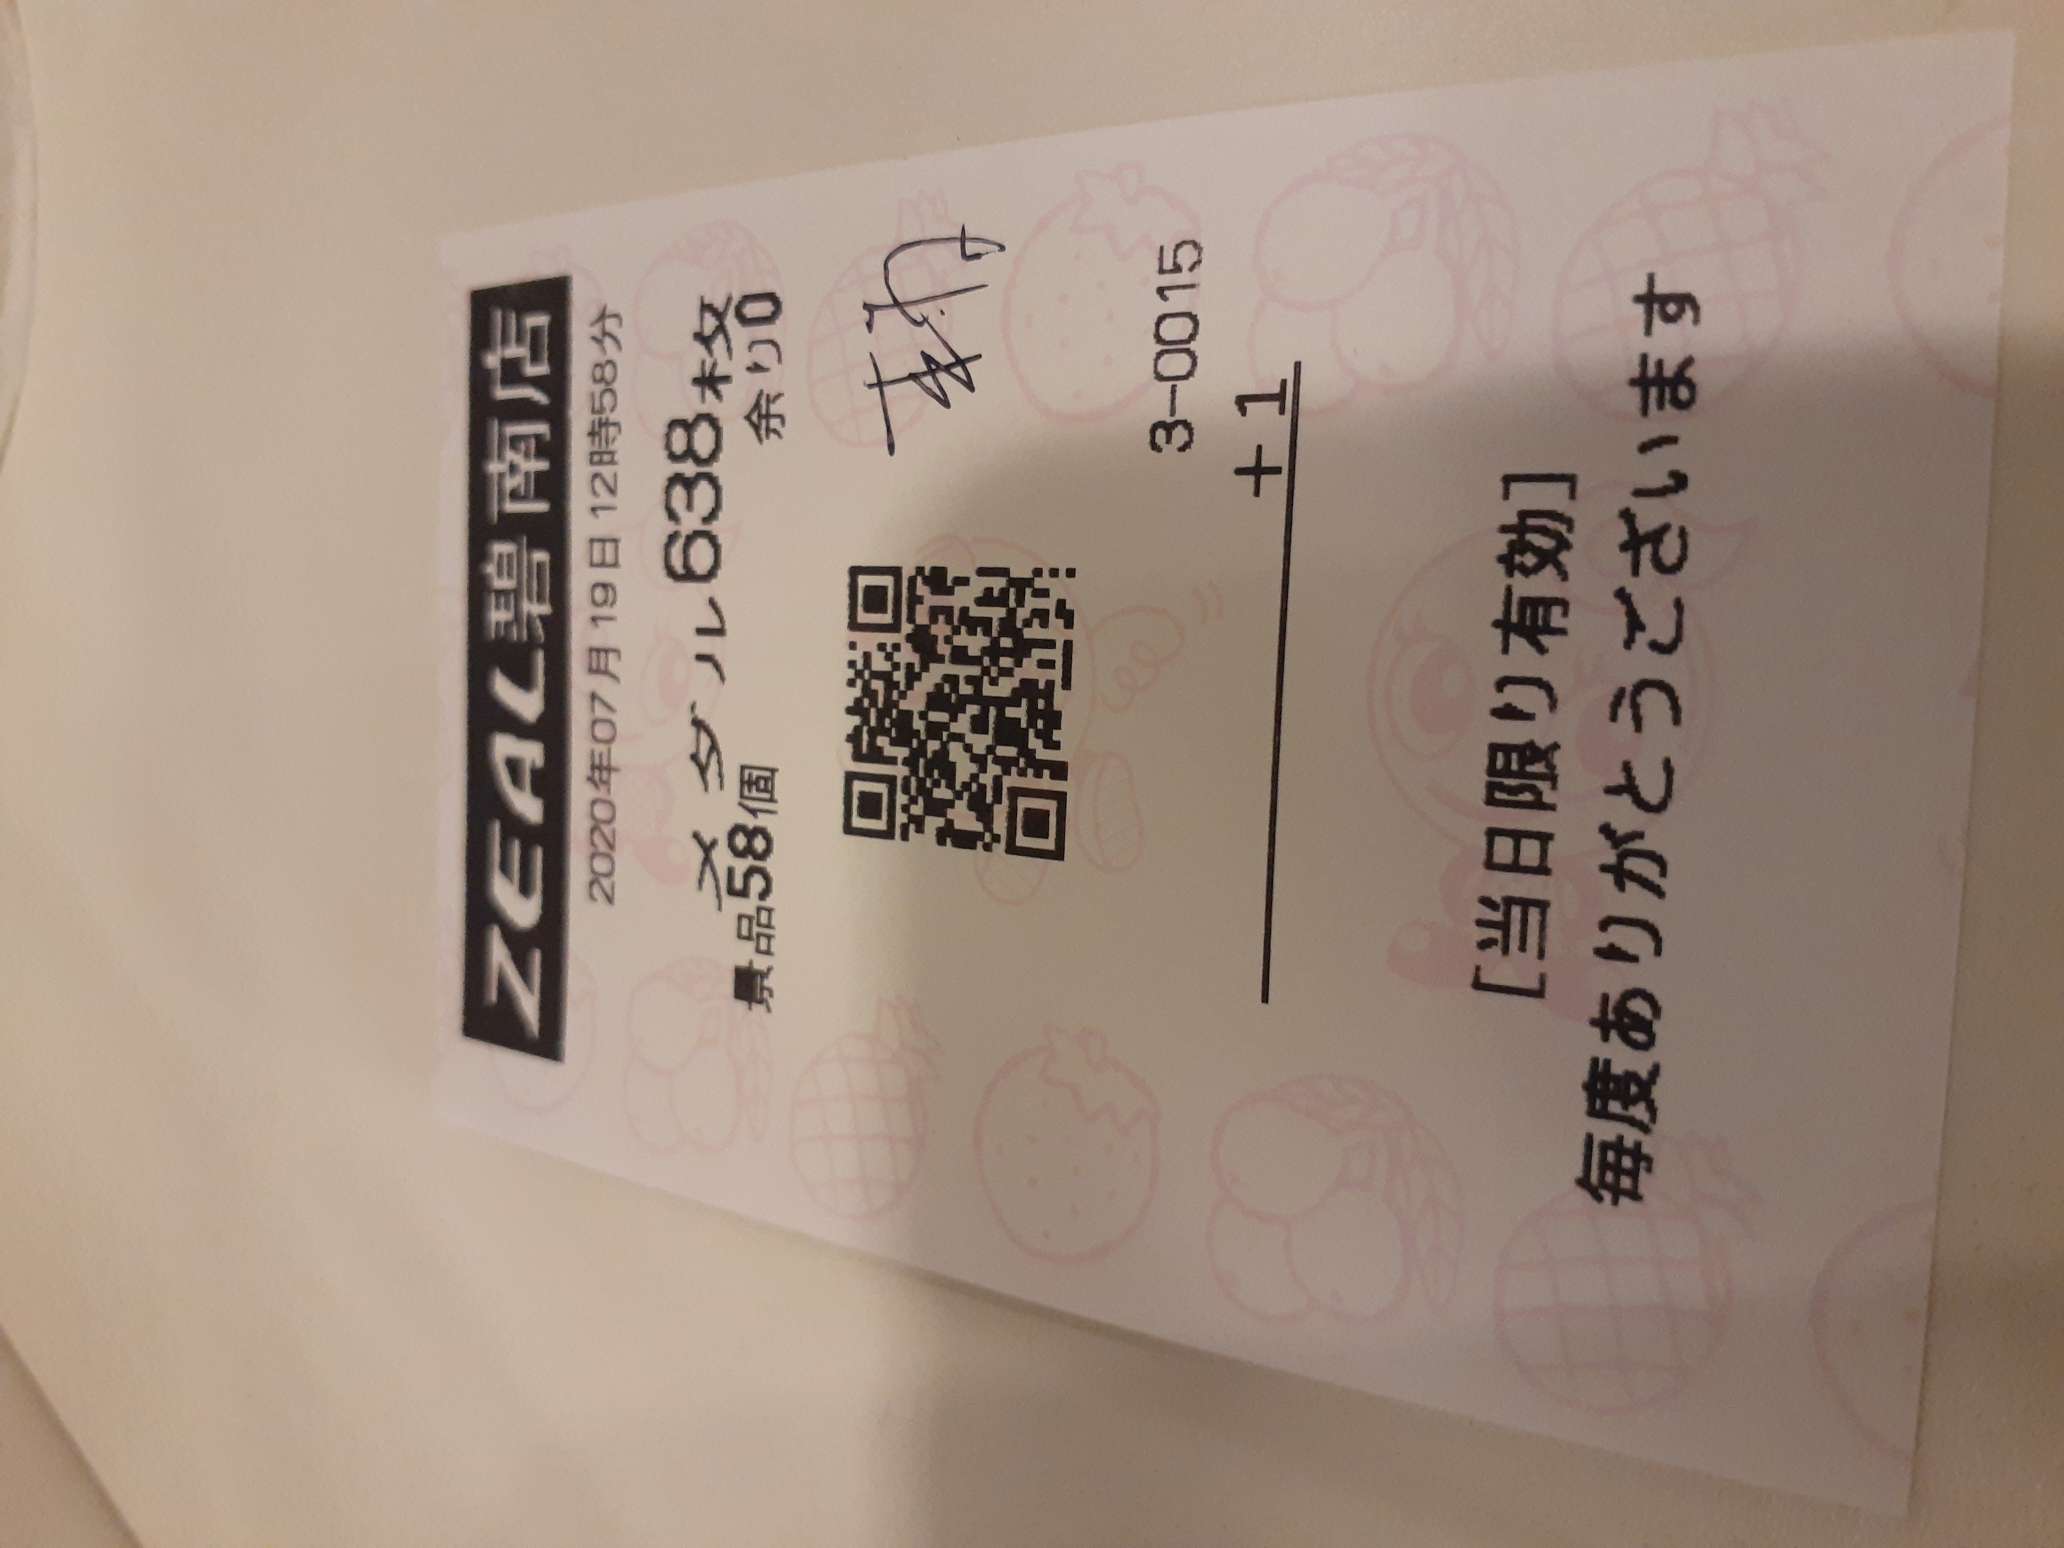 ZEAL碧南店
2020年07月19日 12時58分
メダル638枚
景品58個 余り0
3-0015
+1
[当日限り有効]
毎度ありがとうございます